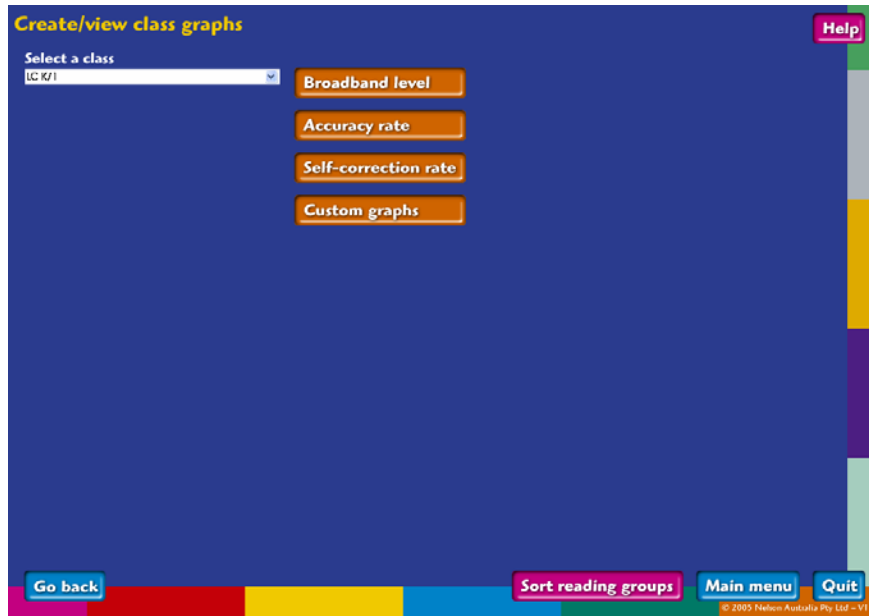 Create/view class graphs
Help
Select a class
LC K/1
Broadband level
Accuracy rate
Self-correction rate
Custom graphs
Go back
Sort reading groups
Main menu
Quit
© 2005 Nelson Australia Pty Ltd – V1